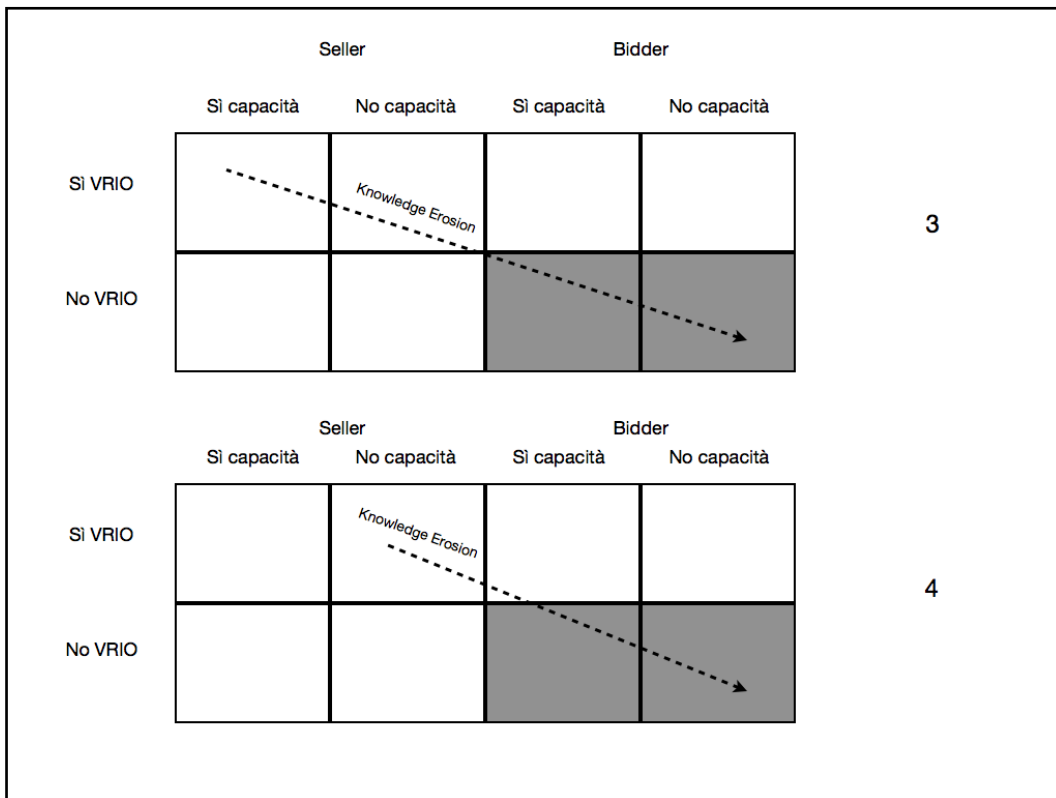 Seller Bidder
Sì capacità No capacità Sì capacità No capacità
Sì VRIO
Knowledge Erosion
3
No VRIO
Seller Bidder
Sì capacità No capacità Sì capacità No capacità
Knowledge Erosion
Sì VRIO
4
No VRIO